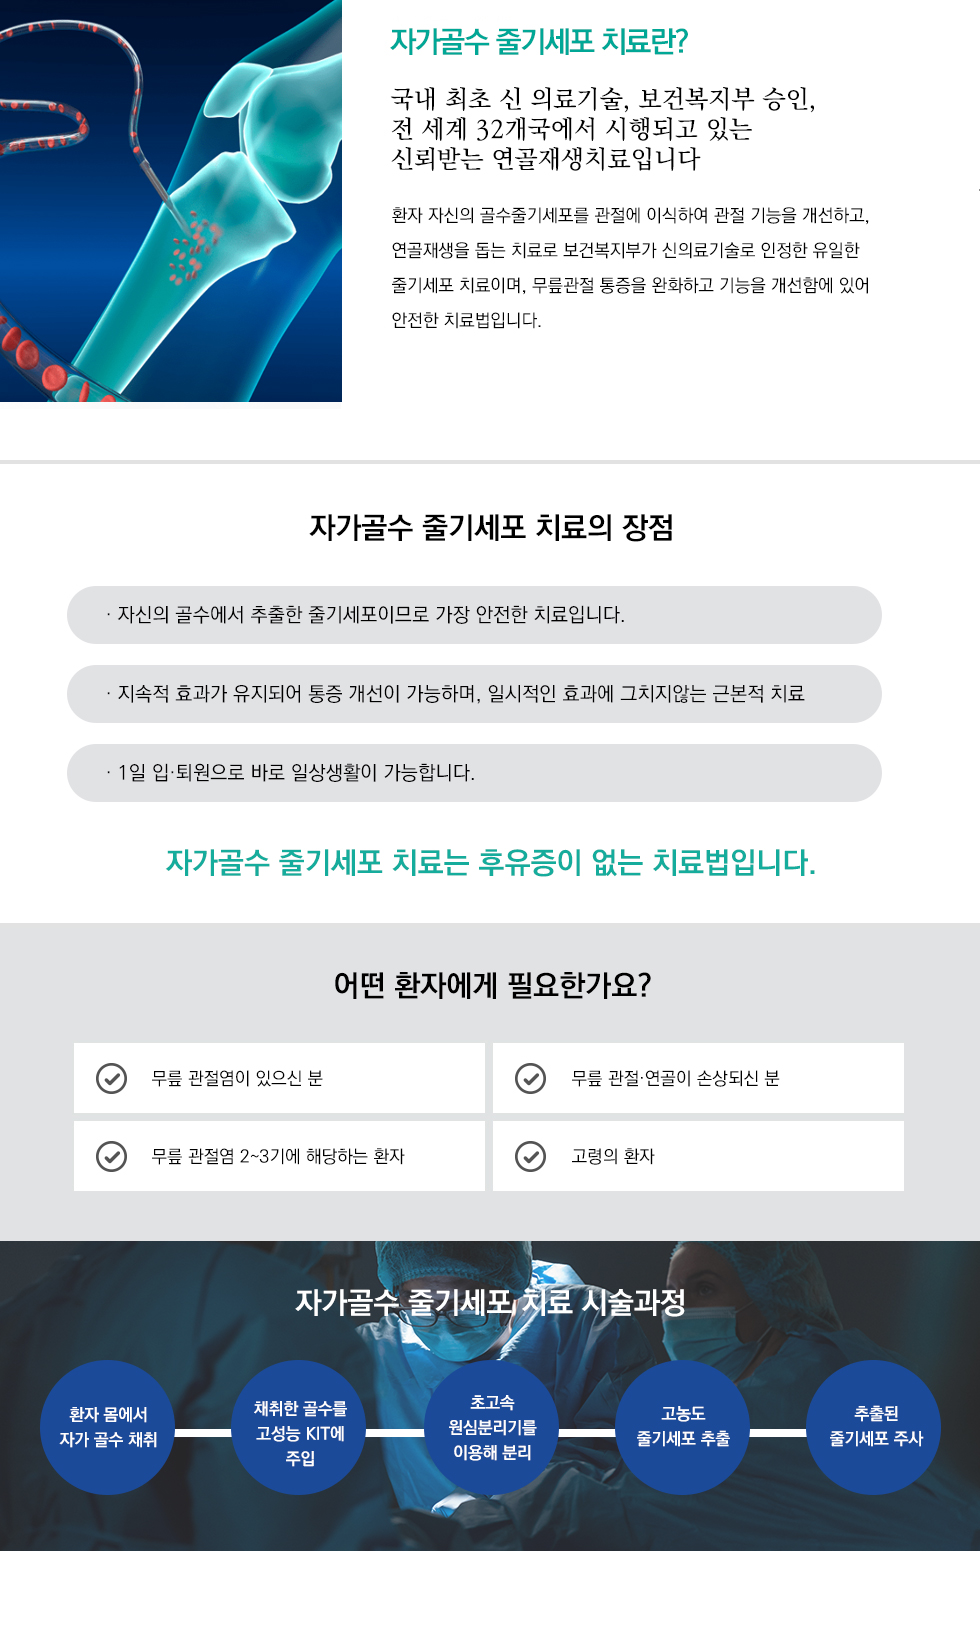 자가골수 줄기세포 치료란?
국내 최초 신 의료기술, 보건복지부 승인,
전 세계 32개국에서 시행되고 있는
신뢰받는 연골재생치료입니다
환자 자신의 골수줄기세포를 관절에 이식하여 관절 기능을 개선하고,
연골재생을 돕는 치료로 보건복지부가 신의료기술로 인정한 유일한
줄기세포 치료이며, 무릎관절 통증을 완화하고 기능을 개선함에 있어
안전한 치료법입니다.
자가골수 줄기세포 치료의 장점
· 자신의 골수에서 추출한 줄기세포이므로 가장 안전한 치료입니다.
· 지속적 효과가 유지되어 통증 개선이 가능하며, 일시적인 효과에 그치지않는 근본적 치료
· 1일 입·퇴원으로 바로 일상생활이 가능합니다.
자가골수 줄기세포 치료는 후유증이 없는 치료법입니다.
어떤 환자에게 필요한가요?
무릎 관절염이 있으신 분
무릎 관절·연골이 손상되신 분
무릎 관절염 2~3기에 해당하는 환자
고령의 환자
자가골수 줄기세포 치료 시술과정
환자 몸에서
자가 골수 채취
채취한 골수를
고성능 KIT에
주입
초고속
원심분리기를
이용해 분리
고농도
줄기세포 추출
추출된
줄기세포 주사